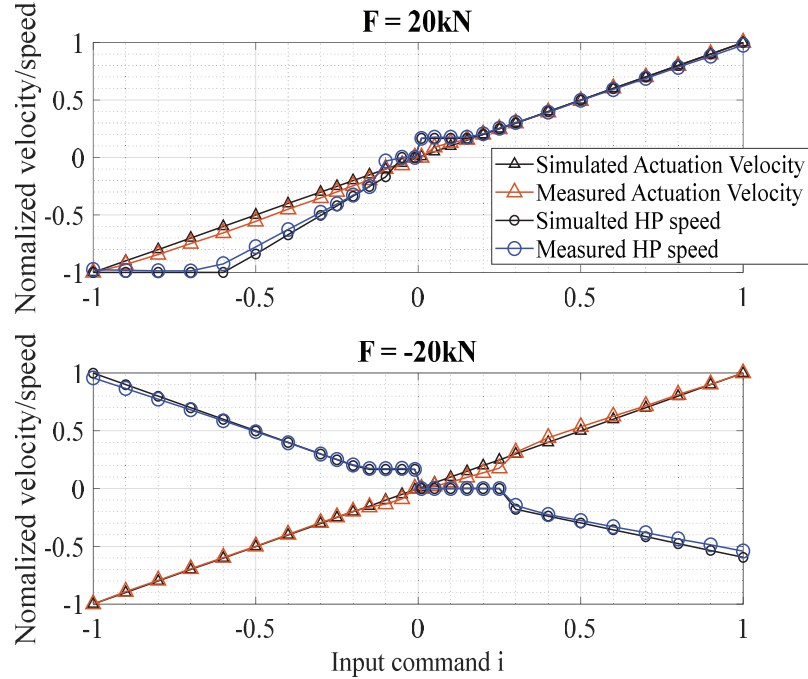 F = 20kN
Nomalized velocity/speed
1
0.5
0
-0.5
-1
-1
-0.5
0
0.5
1
Simulated Actuation Velocity
Measured Actuation Velocity
Simualted HP speed
Measured HP speed
F = -20kN
Nomalized velocity/speed
1
0.5
0
-0.5
-1
-1
-0.5
0
0.5
1
Input command i